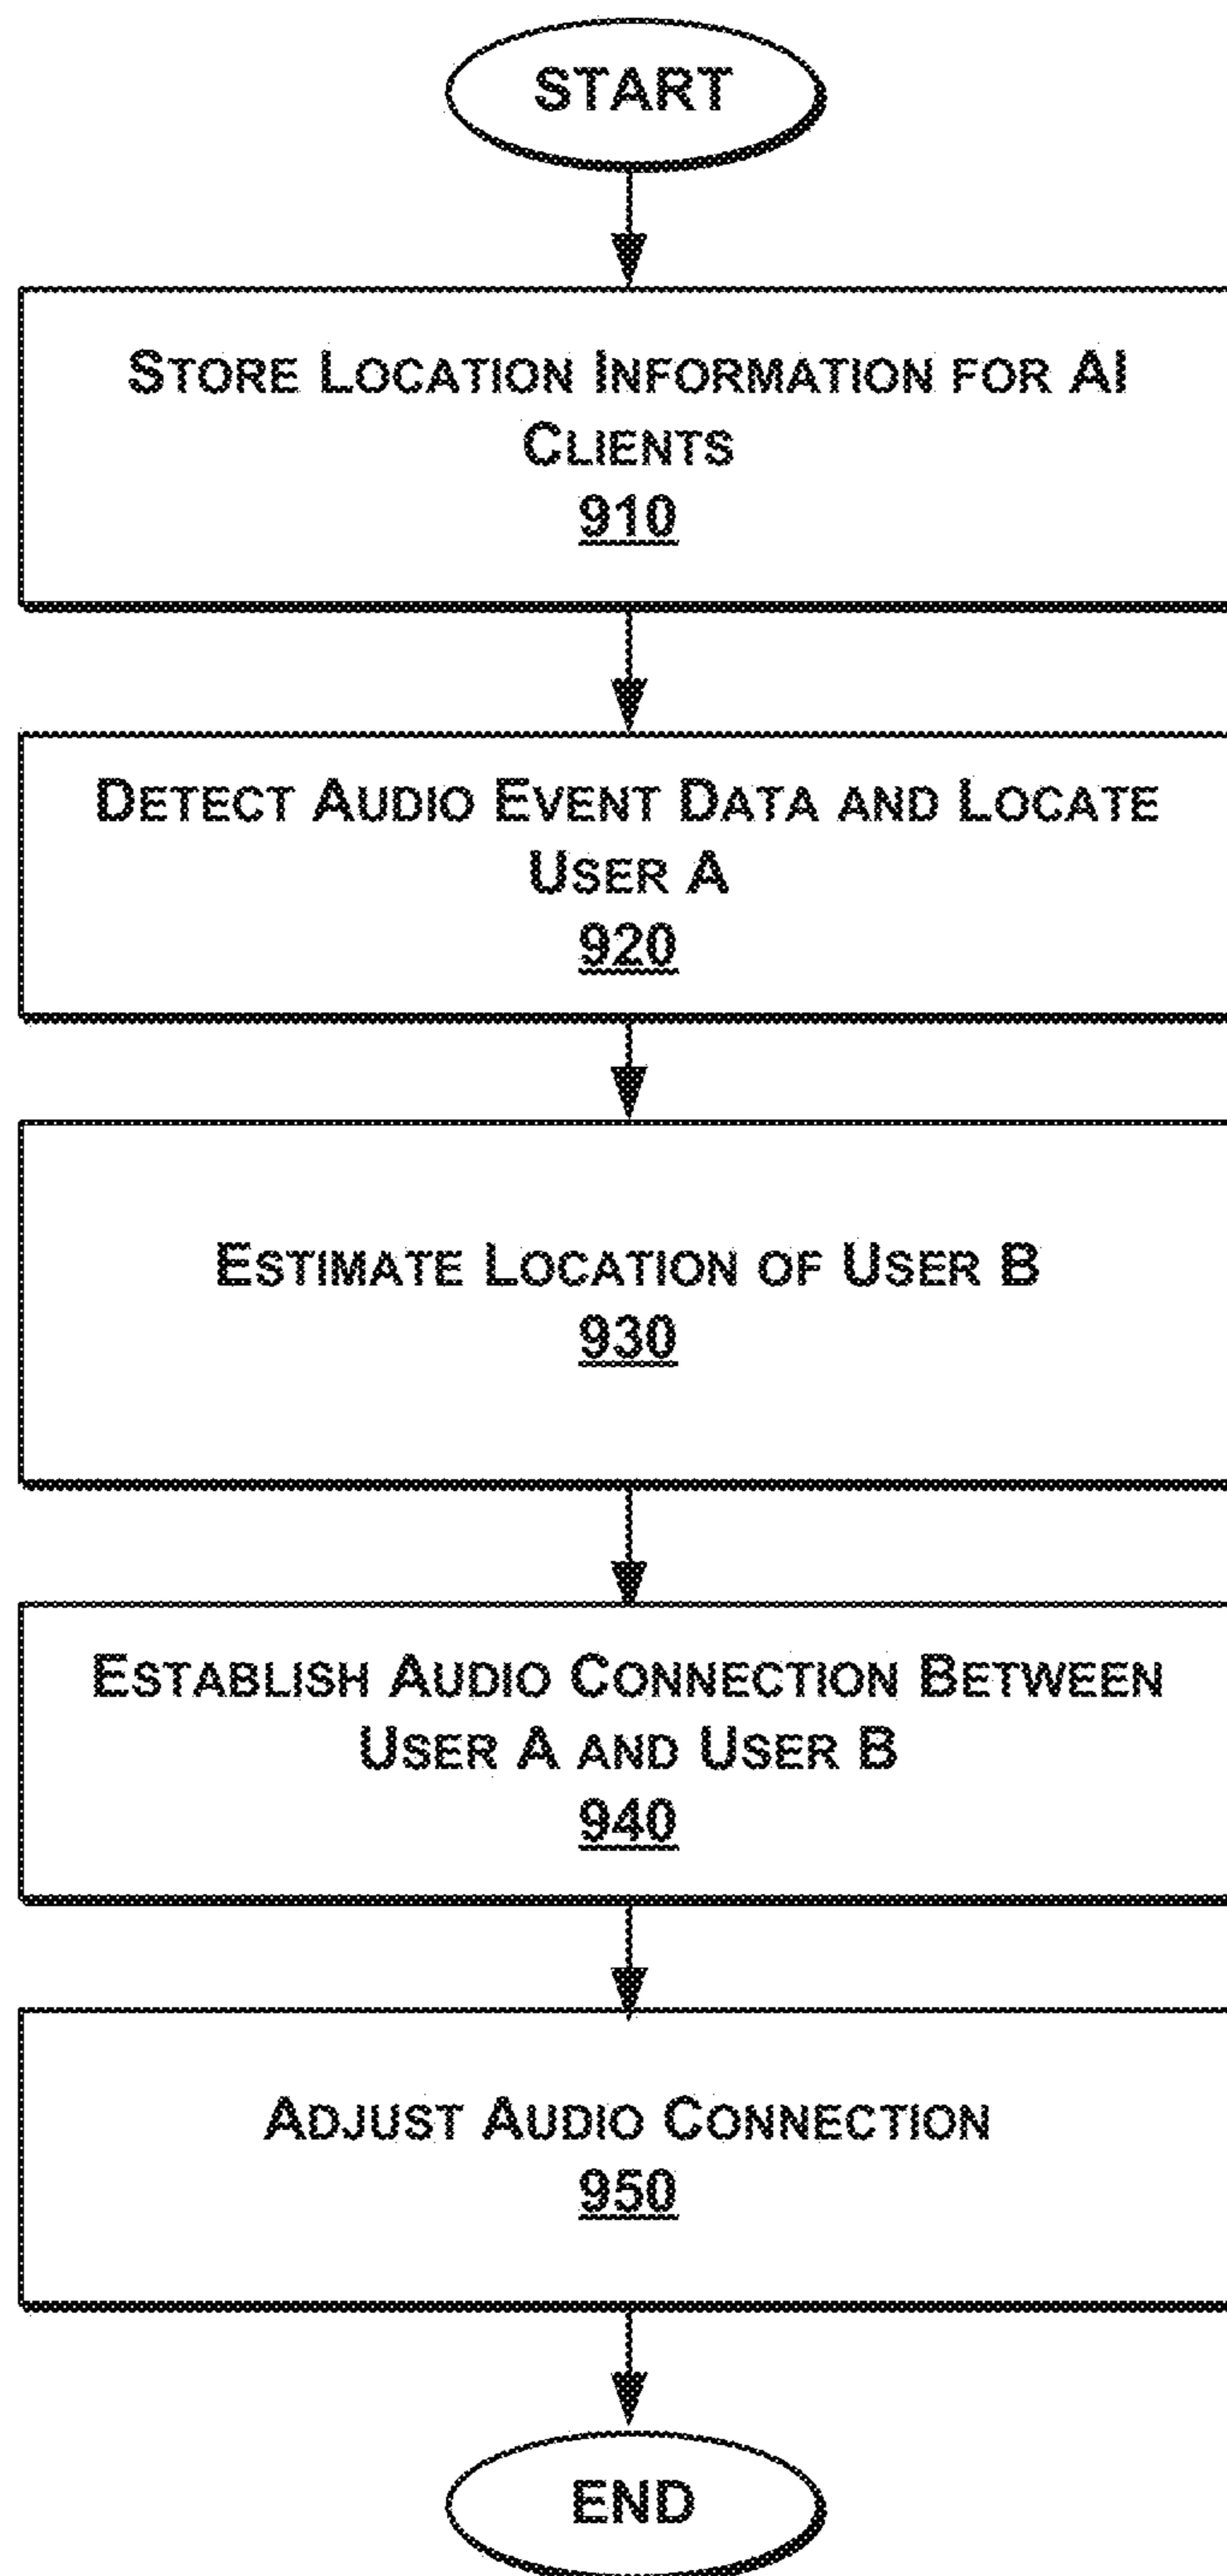 START
STORE LOCATION INFORMATION FOR AI
CLIENTS
910
DETECT AUDIO EVENT DATA AND LOCATE
USER A
920
ESTIMATE LOCATION OF USER B
930
ESTABLISH AUDIO CONNECTION BETWEEN
USER A AND USER B
940
ADJUST AUDIO CONNECTION
950
END